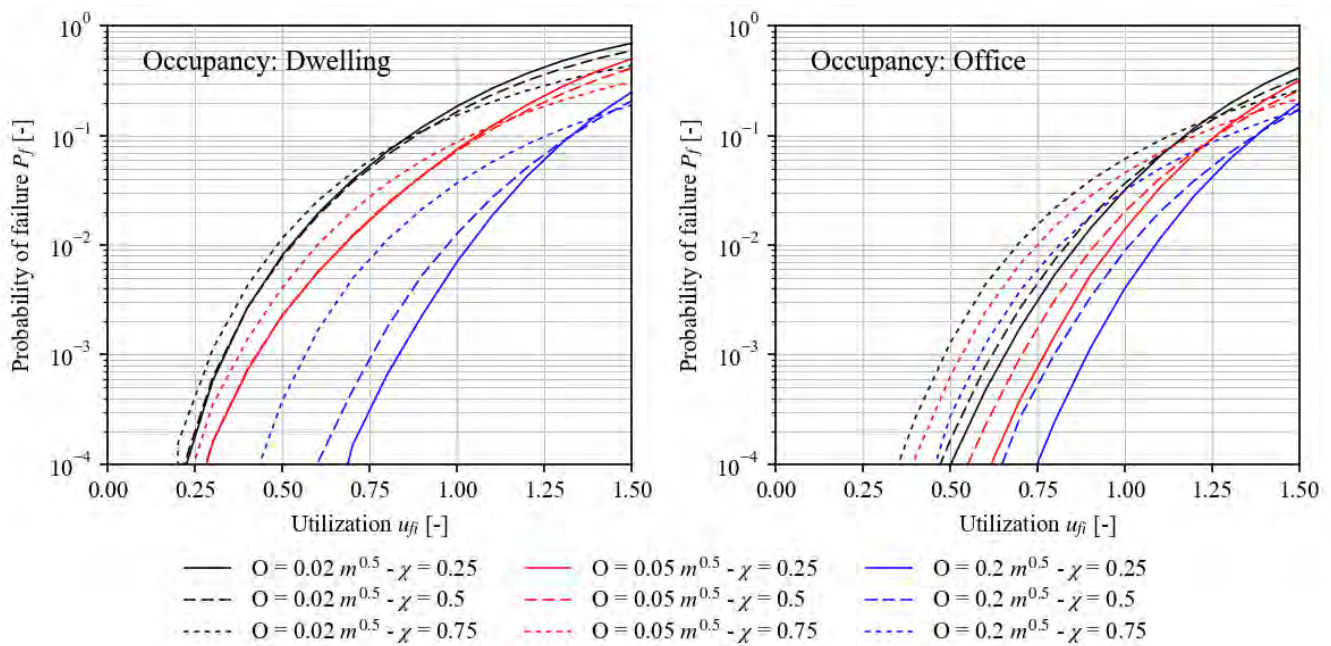 Occupancy: Dwelling
Probability of failure P_f [-]
10^0
10^-1
10^-2
10^-3
10^-4
0.00 0.25 0.50 0.75 1.00 1.25 1.50
Utilization u_fi [-]
Occupancy: Office
Probability of failure P_f [-]
10^0
10^-1
10^-2
10^-3
10^-4
0.00 0.25 0.50 0.75 1.00 1.25 1.50
Utilization u_fi [-]
O = 0.02 m^0.5 - χ = 0.25
O = 0.02 m^0.5 - χ = 0.5
O = 0.02 m^0.5 - χ = 0.75
O = 0.05 m^0.5 - χ = 0.25
O = 0.05 m^0.5 - χ = 0.5
O = 0.05 m^0.5 - χ = 0.75
O = 0.2 m^0.5 - χ = 0.25
O = 0.2 m^0.5 - χ = 0.5
O = 0.2 m^0.5 - χ = 0.75